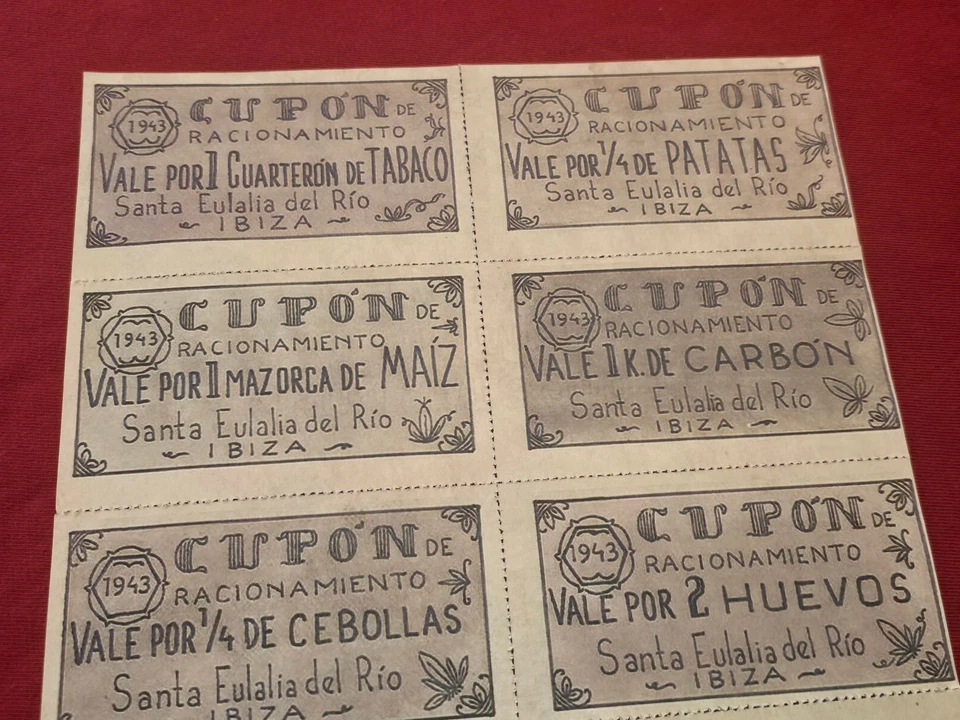 1943
CUPÓN DE
RACIONAMIENTO
VALE POR 1 CUARTERÓN DE TABACO
Santa Eulalia del Río
IBIZA
1943
CUPÓN DE
RACIONAMIENTO
VALE POR 1/4 DE PATATAS
Santa Eulalia del Río
IBIZA
1943
CUPÓN DE
RACIONAMIENTO
VALE POR 1 MAZORCA DE MAÍZ
Santa Eulalia del Río
IBIZA
1943
CUPÓN DE
RACIONAMIENTO
VALE 1 K. DE CARBÓN
Santa Eulalia del Río
IBIZA
1943
CUPÓN DE
RACIONAMIENTO
VALE POR 1/4 DE CEBOLLAS
Santa Eulalia del Río
IBIZA
1943
CUPÓN DE
RACIONAMIENTO
VALE POR 2 HUEVOS
Santa Eulalia del Río
IBIZA